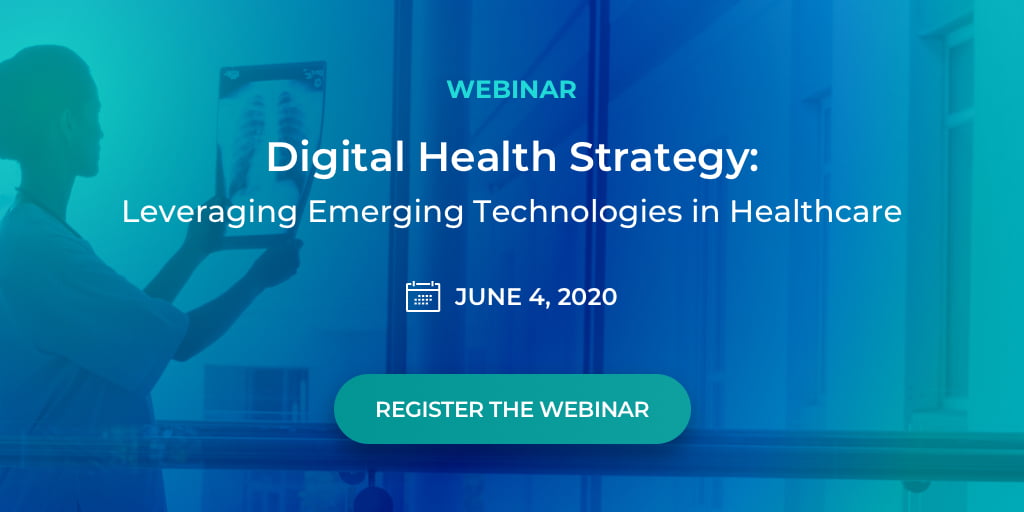 WEBINAR
Digital Health Strategy:
Leveraging Emerging Technologies in Healthcare
JUNE 4, 2020
REGISTER THE WEBINAR